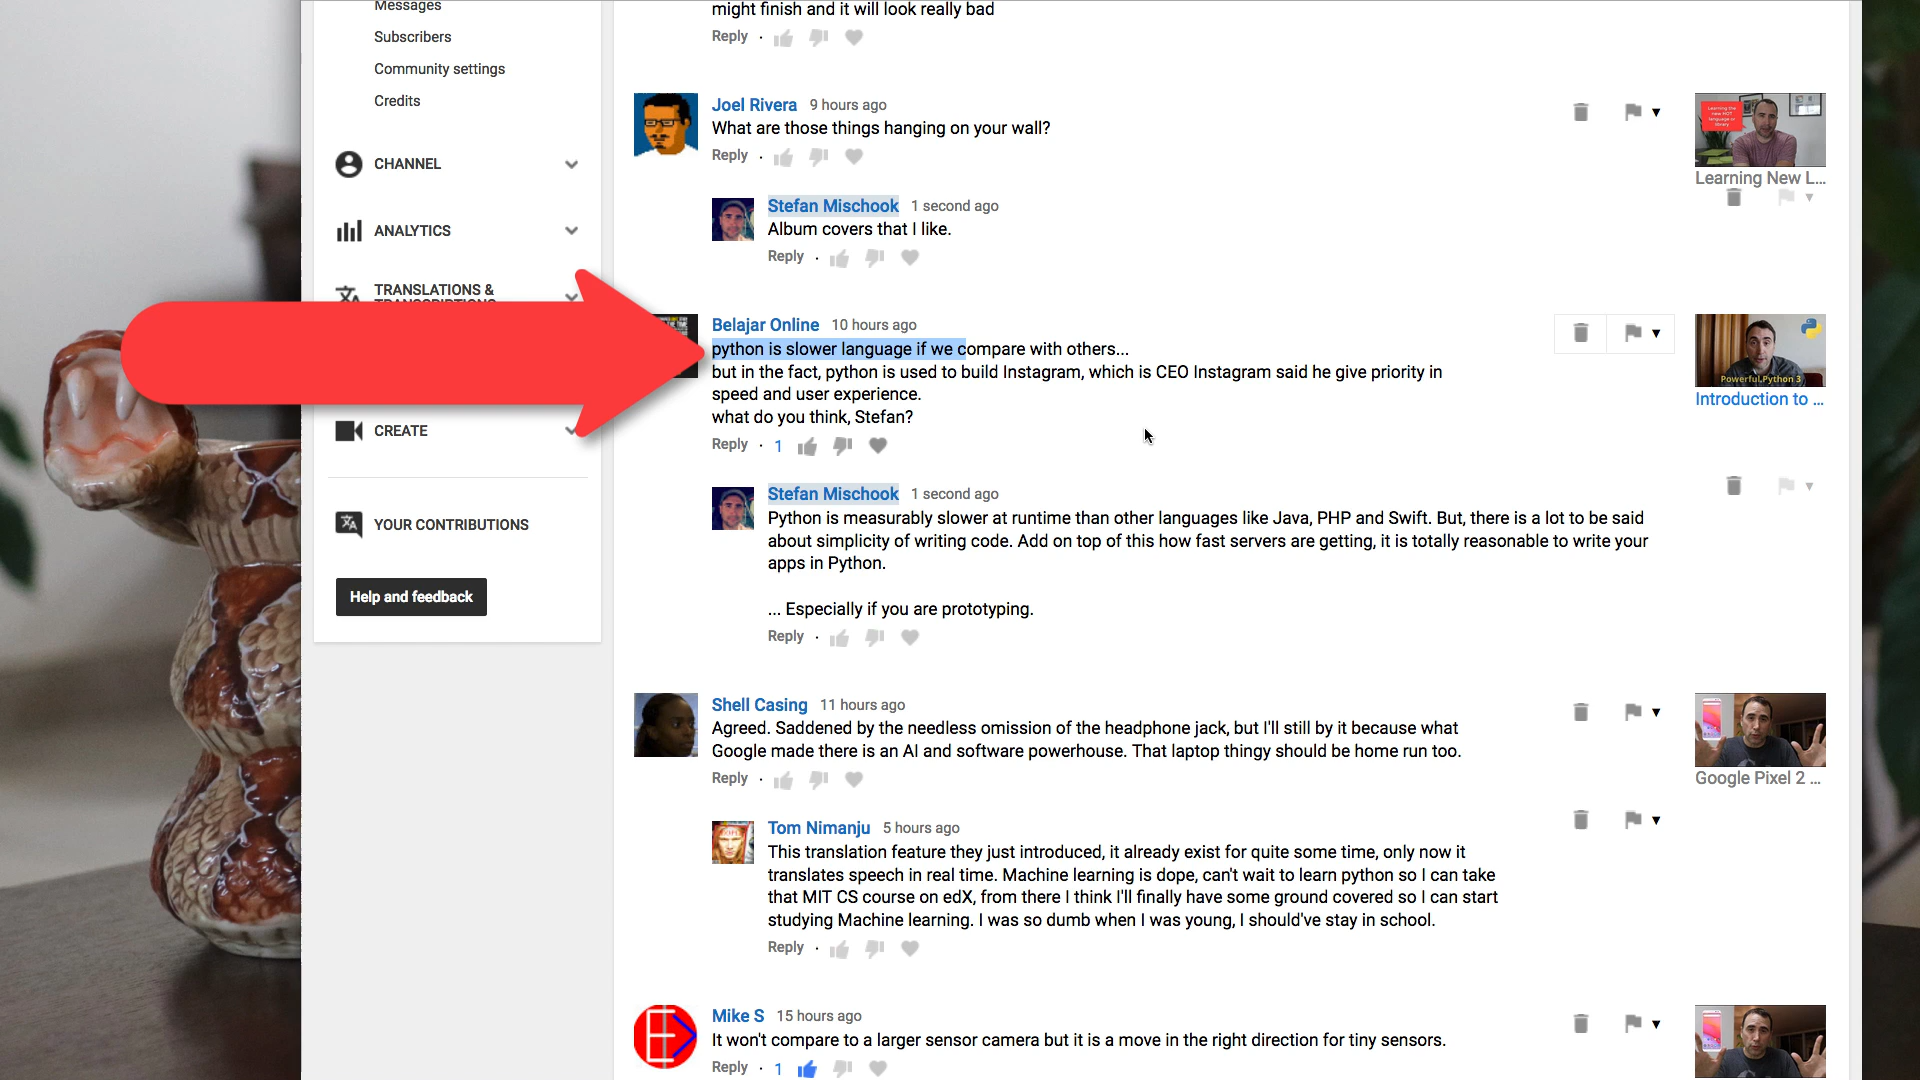 Messages
Subscribers
Community settings
Credits
CHANNEL
ANALYTICS
TRANSLATIONS &
TRANSCRIPTIONS
CREATE
YOUR CONTRIBUTIONS
Help and feedback
might finish and it will look really bad
Reply
Joel Rivera 9 hours ago
What are those things hanging on your wall?
Reply
Learning the
new HOT
language or
library
Learning New L...
Stefan Mischook 1 second ago
Album covers that I like.
Reply
Belajar Online 10 hours ago
python is slower language if we compare with others...
but in the fact, python is used to build Instagram, which is CEO Instagram said he give priority in
speed and user experience.
what do you think, Stefan?
Reply · 1
Powerful Python 3
Introduction to ...
Stefan Mischook 1 second ago
Python is measurably slower at runtime than other languages like Java, PHP and Swift. But, there is a lot to be said
about simplicity of writing code. Add on top of this how fast servers are getting, it is totally reasonable to write your
apps in Python.
... Especially if you are prototyping.
Reply
Shell Casing 11 hours ago
Agreed. Saddened by the needless omission of the headphone jack, but I'll still by it because what
Google made there is an AI and software powerhouse. That laptop thingy should be home run too.
Reply
Google Pixel 2 ...
Tom Nimanju 5 hours ago
This translation feature they just introduced, it already exist for quite some time, only now it
translates speech in real time. Machine learning is dope, can't wait to learn python so I can take
that MIT CS course on edX, from there I think I'll finally have some ground covered so I can start
studying Machine learning. I was so dumb when I was young, I should've stay in school.
Reply
Mike S 15 hours ago
It won't compare to a larger sensor camera but it is a move in the right direction for tiny sensors.
Reply · 1